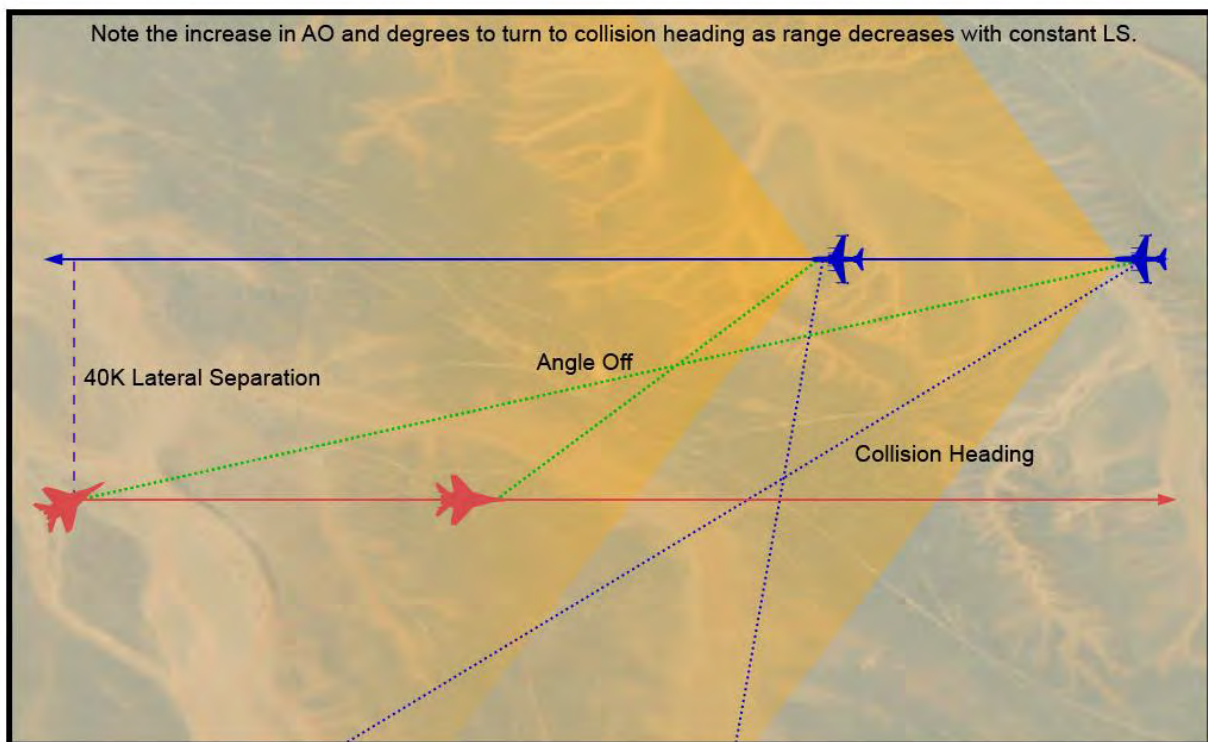 Note the increase in AO and degrees to turn to collision heading as range decreases with constant LS.
Angle Off
40K Lateral Separation
Collision Heading